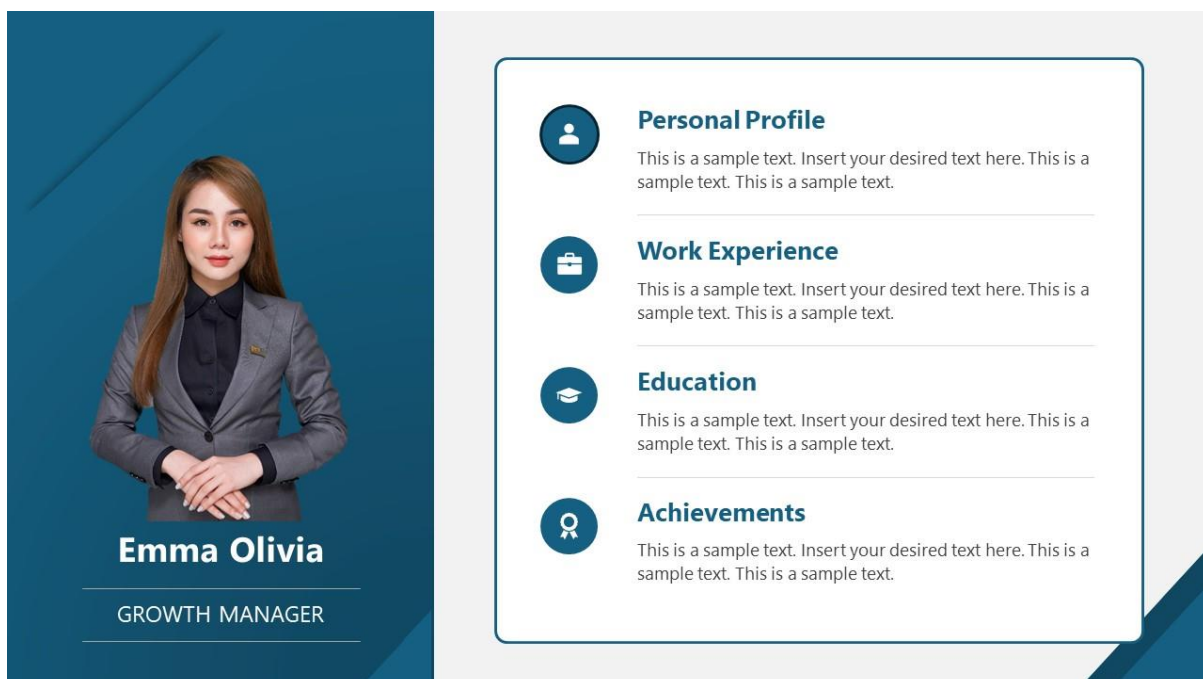 Emma Olivia
GROWTH MANAGER
Personal Profile
This is a sample text. Insert your desired text here. This is a
sample text. This is a sample text.
Work Experience
This is a sample text. Insert your desired text here. This is a
sample text. This is a sample text.
Education
This is a sample text. Insert your desired text here. This is a
sample text. This is a sample text.
Achievements
This is a sample text. Insert your desired text here. This is a
sample text. This is a sample text.